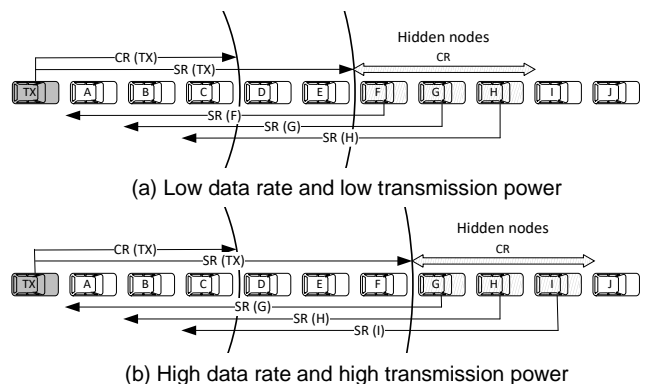 Hidden nodes
CR (TX)
CR
SR (TX)
TX A B C D E F G H I J
SR (F)
SR (G)
SR (H)
(a) Low data rate and low transmission power
Hidden nodes
CR (TX)
CR
SR (TX)
TX A B C D E F G H I J
SR (G)
SR (H)
SR (I)
(b) High data rate and high transmission power